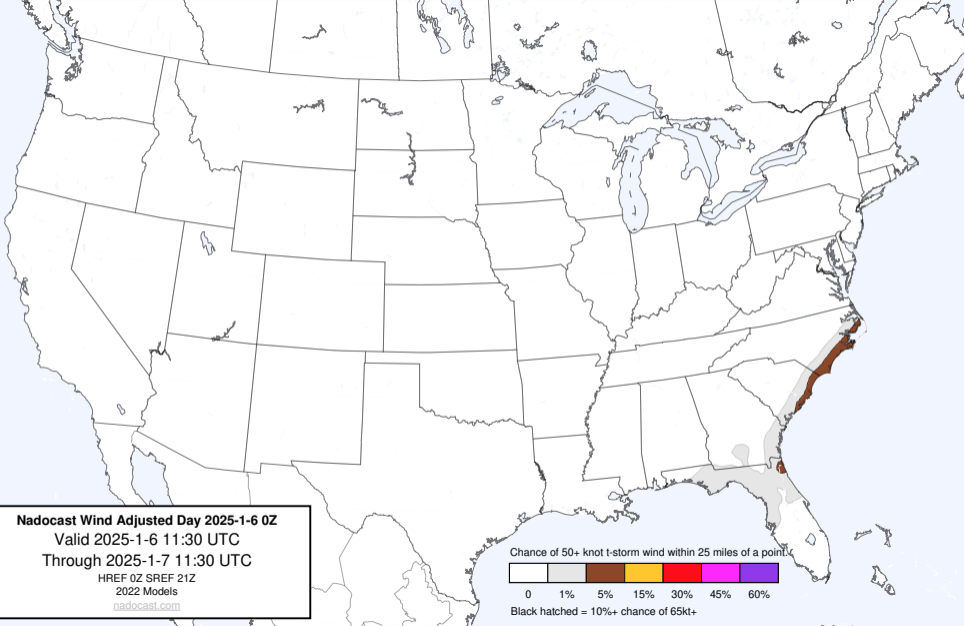 Nadocast Wind Adjusted Day 2025-1-6 0Z
Valid 2025-1-6 11:30 UTC
Through 2025-1-7 11:30 UTC
HREF 0Z SREF 21Z
2022 Models
nadocast.com
Chance of 50+ knot t-storm wind within 25 miles of a point.
0 1% 5% 15% 30% 45% 60%
Black hatched = 10%+ chance of 65kt+